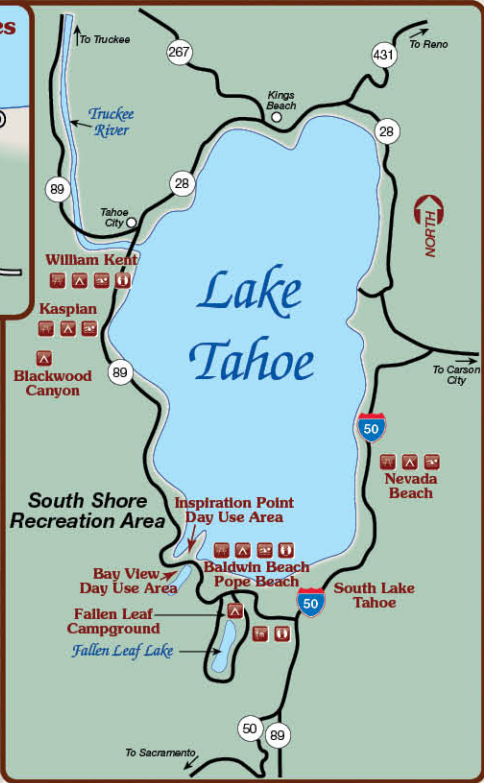 es
To Truckee
267
431
To Reno
Kings
Beach
Truckee
River
28
89
28
NORTH
Tahoe
City
William Kent
Lake
Tahoe
Kaspian
Blackwood
Canyon
89
To Carson
City
50
Nevada
Beach
South Shore
Recreation Area
Inspiration Point
Day Use Area
Baldwin Beach
Pope Beach
Bay View
Day Use Area
South Lake
Tahoe
50
Fallen Leaf
Campground
Fallen Leaf Lake
50
89
To Sacramento